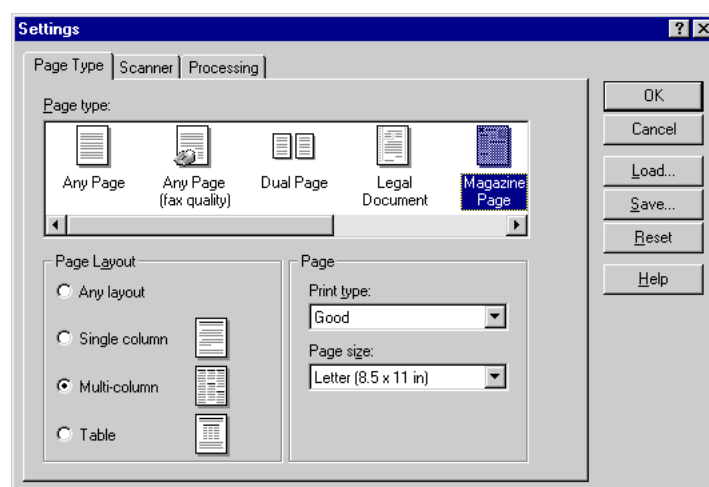 Settings
Page Type Scanner Processing
Page type:
Any Page Any Page (fax quality) Dual Page Legal Document Magazine Page
Page Layout
Any layout
Single column
Multi-column
Table
Page
Print type:
Good
Page size:
Letter (8.5 x 11 in)
OK
Cancel
Load...
Save...
Reset
Help